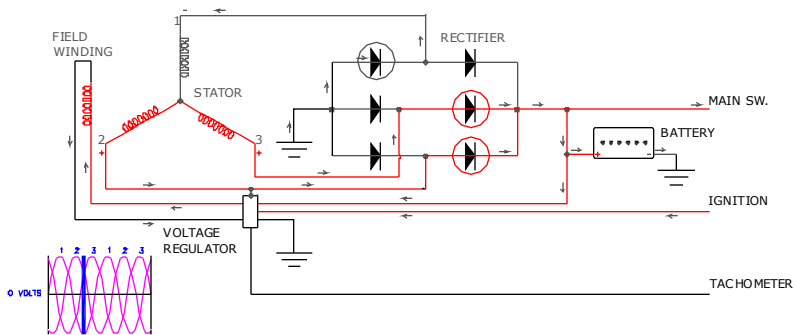 1 -
FIELD
WINDING
RECTIFIER
STATOR
MAIN SW.
2
+
3
+
BATTERY
+ -
IGNITION
VOLTAGE
REGULATOR
1 2 3 1 2 3
0 VOLTS
TACHOMETER